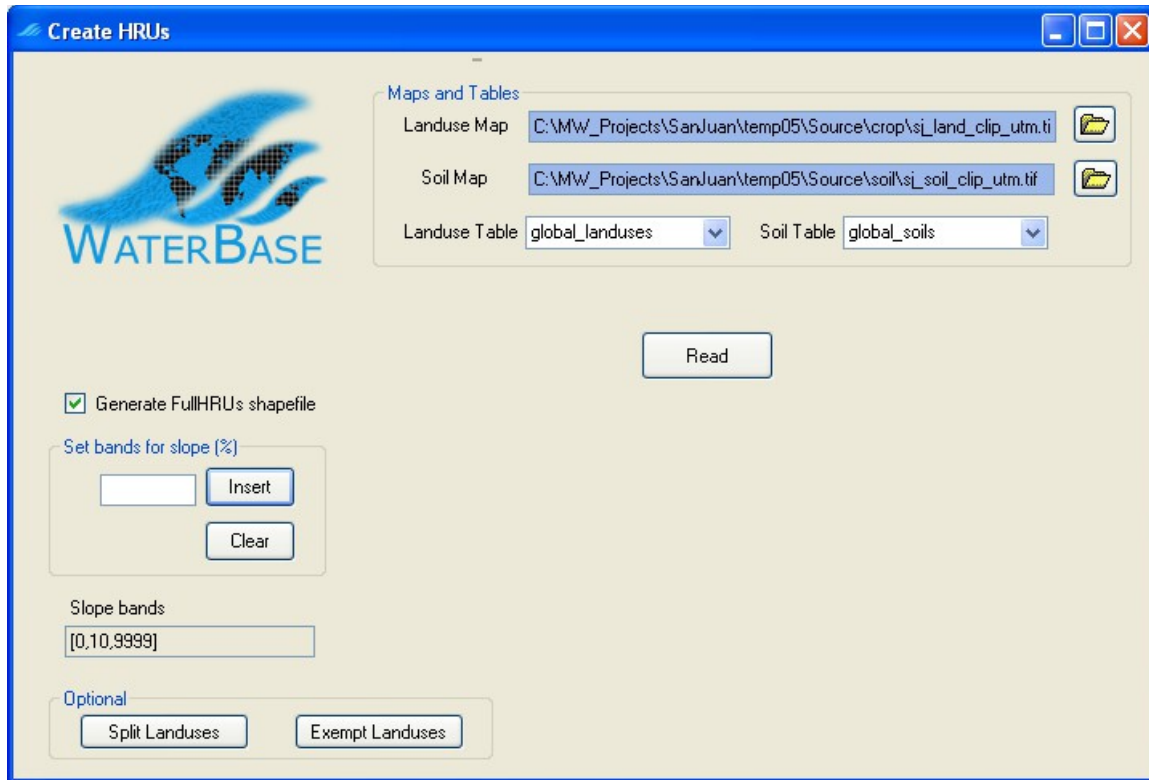 Create HRUs
Maps and Tables
Landuse Map C:\MW_Projects\SanJuan\temp05\Source\crop\sj_land_clip_utm.ti
Soil Map C:\MW_Projects\SanJuan\temp05\Source\soil\sj_soil_clip_utm.tif
Landuse Table global_landuses Soil Table global_soils
WATERBASE
Read
Generate FullHRUs shapefile
Set bands for slope (%)
Insert
Clear
Slope bands
[0,10,9999]
Optional
Split Landuses Exempt Landuses